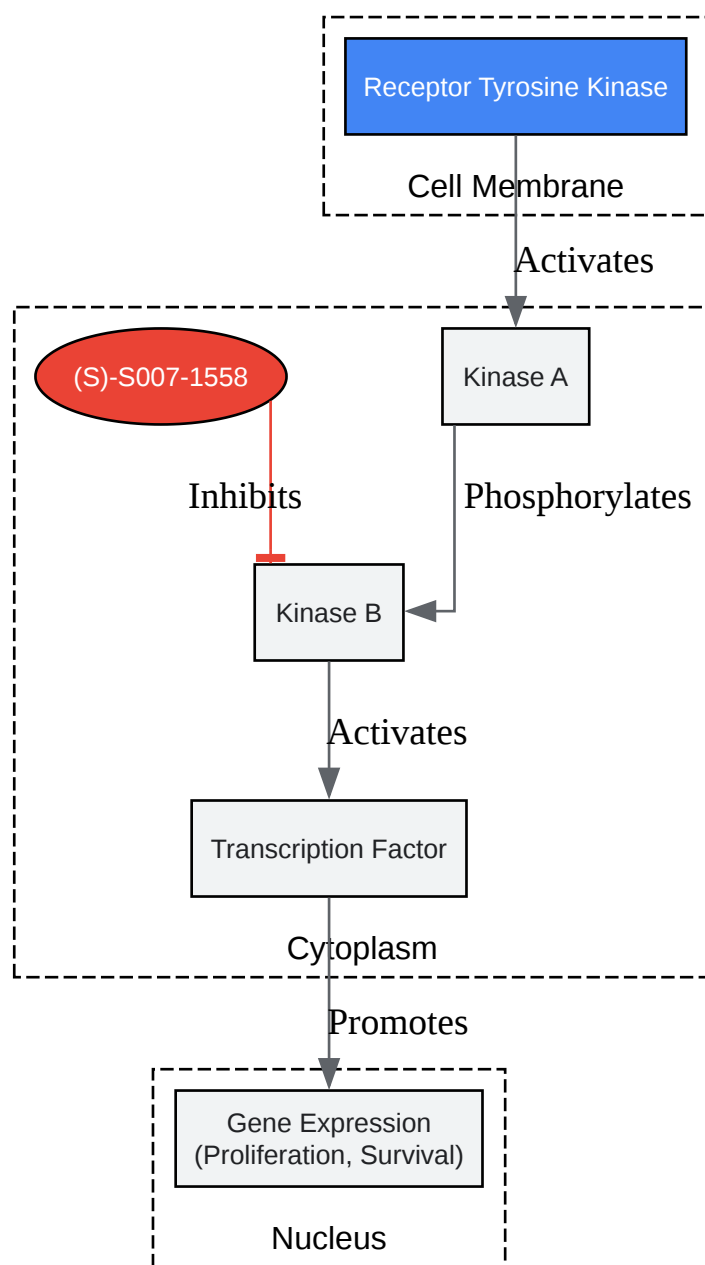 Receptor Tyrosine Kinase
Cell Membrane
Activates
(S)-S007-1558
Kinase A
Inhibits
Phosphorylates
Kinase B
Activates
Transcription Factor
Cytoplasm
Promotes
Gene Expression
(Proliferation, Survival)
Nucleus